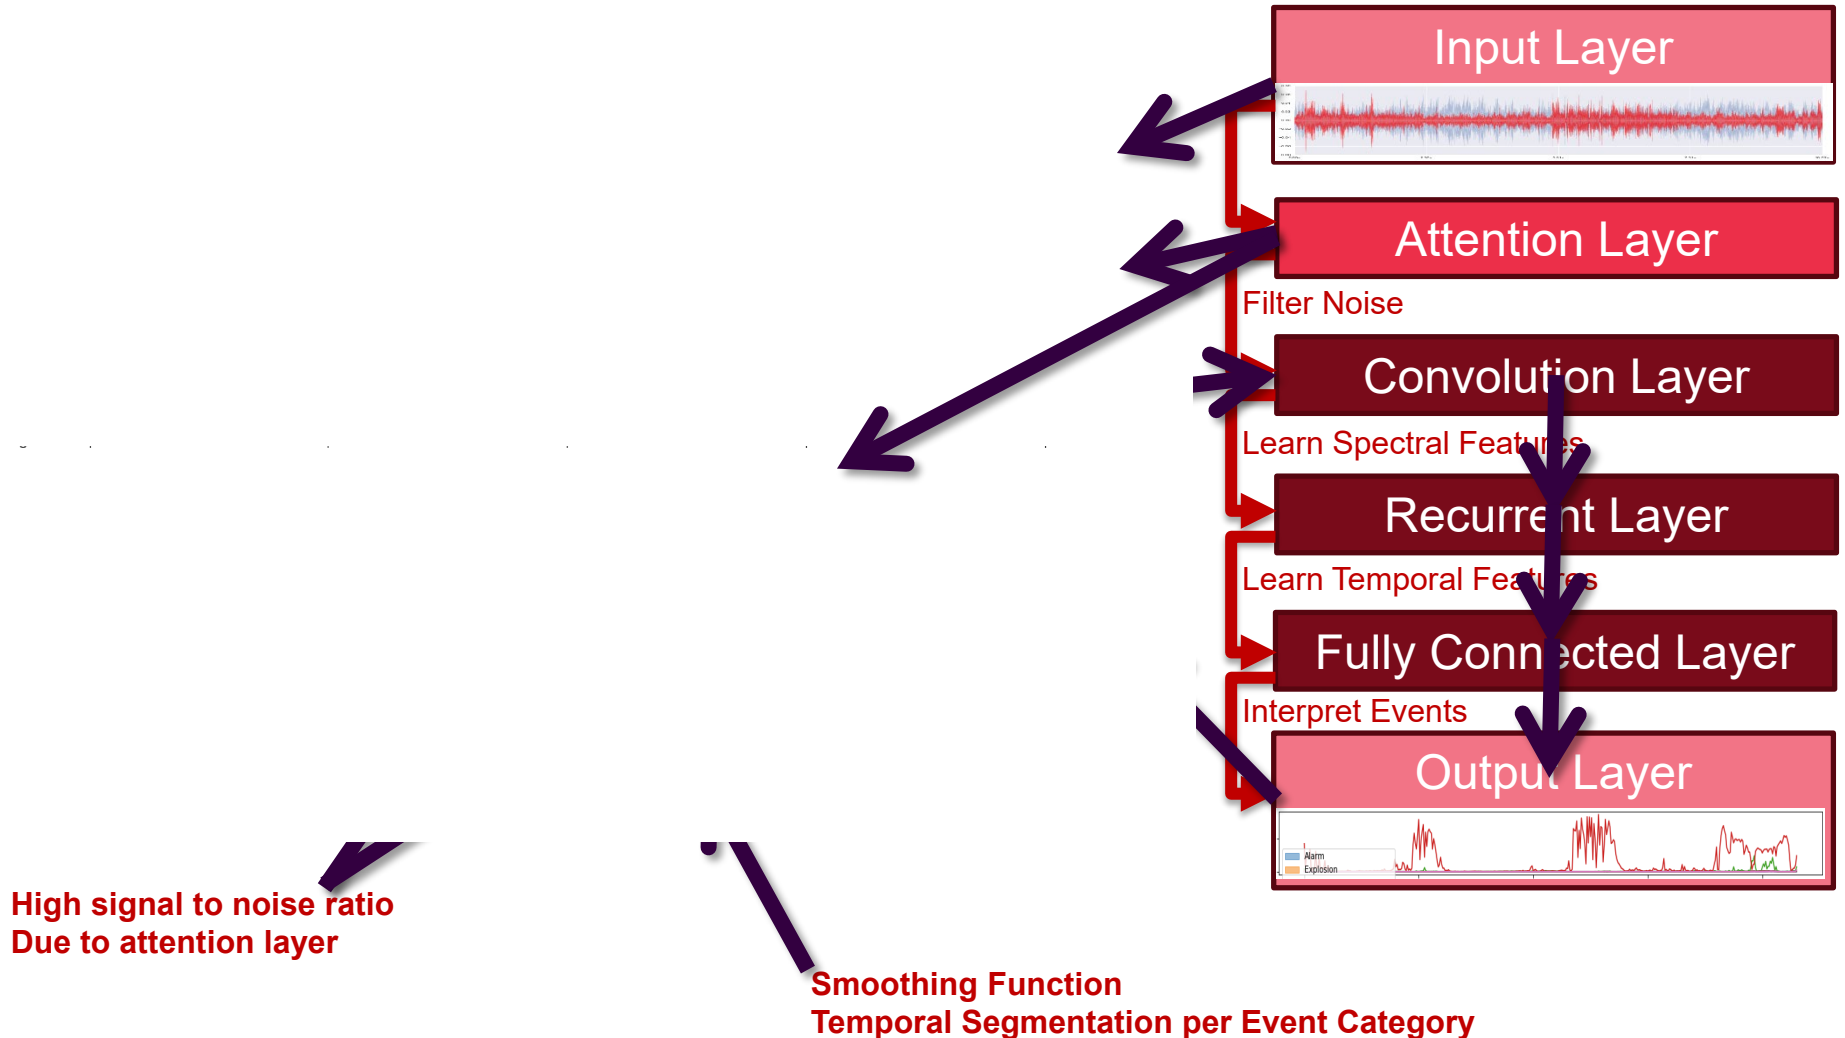 Input Layer
Attention Layer
Filter Noise
Convolution Layer
Learn Spectral Features
Recurrent Layer
Learn Temporal Features
Fully Connected Layer
Interpret Events
Output Layer
Alarm
Explosion
High signal to noise ratio
Due to attention layer
Smoothing Function
Temporal Segmentation per Event Category